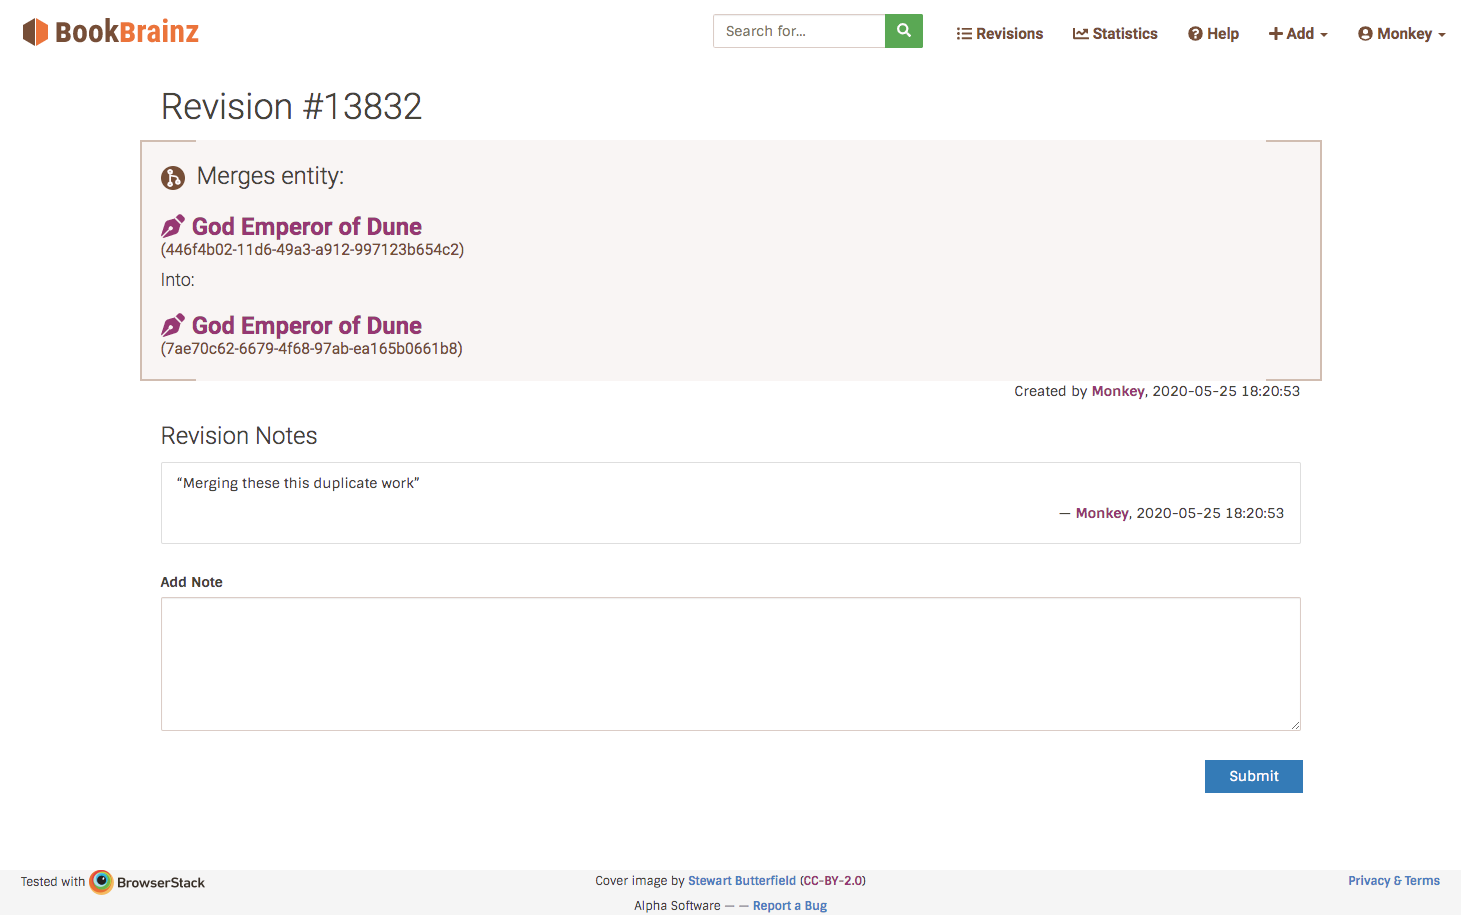 BookBrainz
Search for...
Revisions
Statistics
Help
Add
Monkey
Revision #13832
Merges entity:
God Emperor of Dune
(446f4b02-11d6-49a3-a912-997123b654c2)
Into:
God Emperor of Dune
(7ae70c62-6679-4f68-97ab-ea165b0661b8)
Created by Monkey, 2020-05-25 18:20:53
Revision Notes
“Merging these this duplicate work”
— Monkey, 2020-05-25 18:20:53
Add Note
Submit
Tested with BrowserStack
Cover image by Stewart Butterfield (CC-BY-2.0)
Privacy & Terms
Alpha Software — — Report a Bug